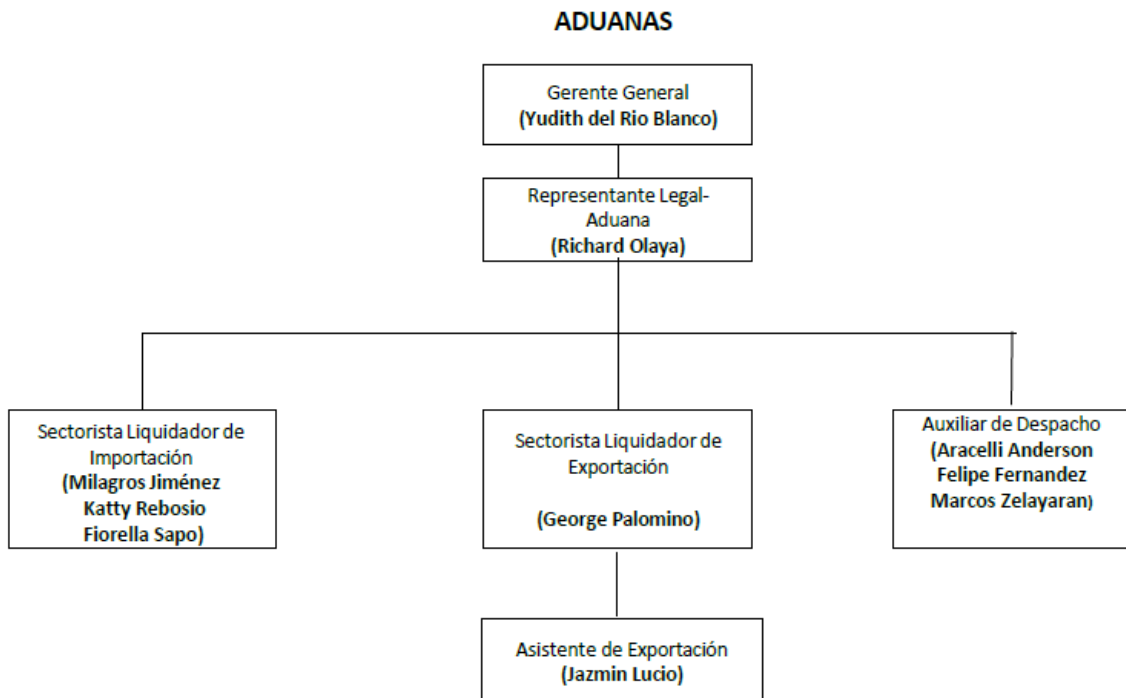 ADUANAS
Gerente General
(Yudith del Rio Blanco)
Representante Legal-
Aduana
(Richard Olaya)
Sectorista Liquidador de
Importación
(Milagros Jiménez
Katty Rebosio
Fiorella Sapo)
Sectorista Liquidador de
Exportación
(George Palomino)
Auxiliar de Despacho
(Aracelli Anderson
Felipe Fernandez
Marcos Zelayaran)
Asistente de Exportación
(Jazmin Lucio)